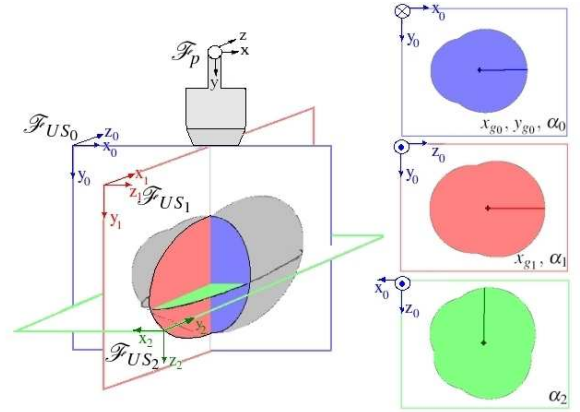 z
ℱp x
y
ℱUS0 z0
x0
y0
x1
z1 ℱUS1
y1
y2
x2
ℱUS2 z2
x0
y0
xg0, yg0, α0
z0
y0
xg1, α1
x0
z0
α2